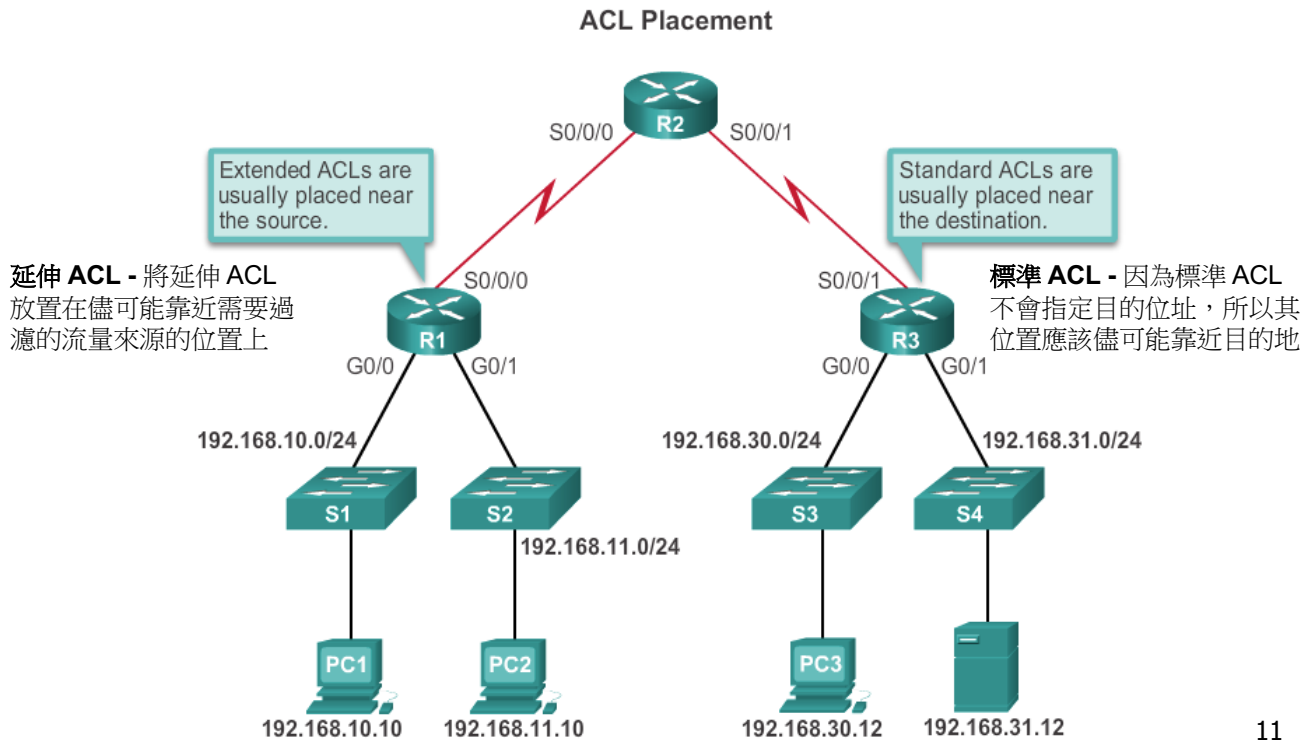 ACL Placement
R2
S0/0/0
S0/0/1
Extended ACLs are
usually placed near
the source.
Standard ACLs are
usually placed near
the destination.
延伸 ACL - 將延伸 ACL
放置在儘可能靠近需要過
濾的流量來源的位置上
S0/0/0
R1
G0/0
G0/1
S0/0/1
R3
G0/0
G0/1
標準 ACL - 因為標準 ACL
不會指定目的位址，所以其
位置應該儘可能靠近目的地
192.168.10.0/24
192.168.30.0/24
192.168.31.0/24
S1
S2
S3
S4
192.168.11.0/24
PC1
PC2
PC3
192.168.10.10
192.168.11.10
192.168.30.12
192.168.31.12
11